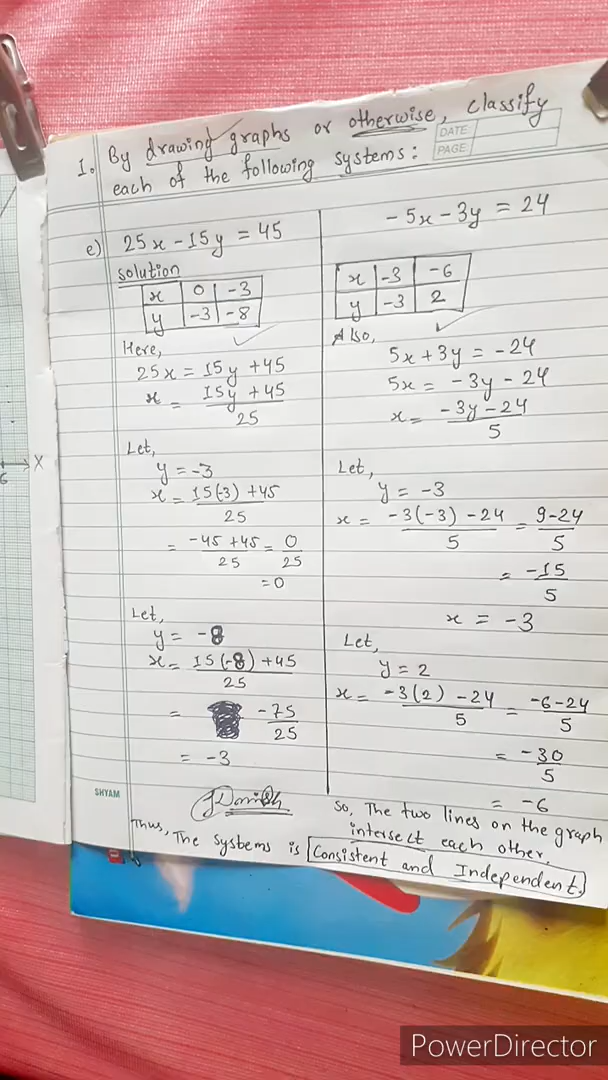 1. By drawing graphs or otherwise, classify
each of the following systems:
DATE:
PAGE:
e) 25x - 15y = 45
solution
x 0 -3
y -3 -8
Here,
25x = 15y + 45
x = 15y + 45 / 25
Let,
y = -3
x = 15(-3) + 45 / 25
= -45 + 45 / 25 = 0 / 25
= 0
Let,
y = -8
x = 15(-8) + 45 / 25
= -75 / 25
= -3
-5x - 3y = 24
x -3 -6
y -3 2
Also,
5x + 3y = -24
5x = -3y - 24
x = -3y - 24 / 5
Let,
y = -3
x = -3(-3) - 24 / 5 = 9 - 24 / 5
= -15 / 5
x = -3
Let,
y = 2
x = -3(2) - 24 / 5 = -6 - 24 / 5
= -30 / 5
= -6
SHYAM
So, The two lines on the graph
intersect each other.
Thus, The systems is Consistent and Independent.
X
6
PowerDirector